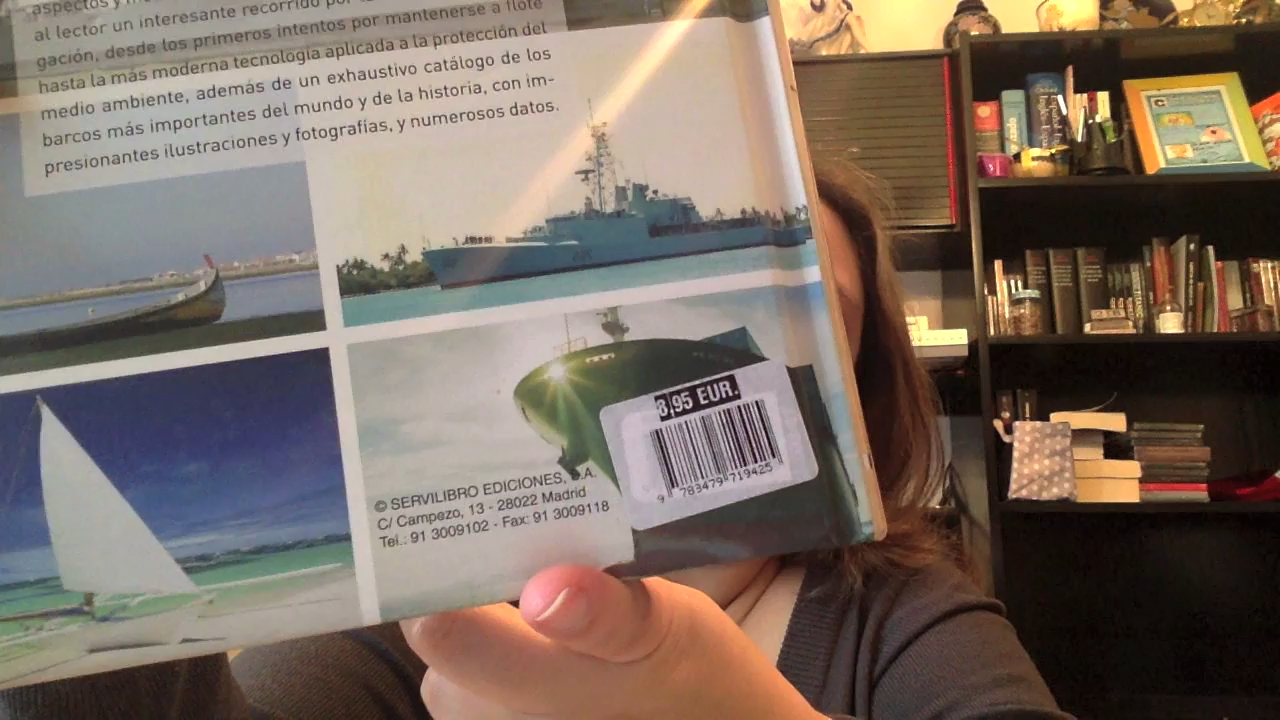 aspectos y
al lector un interesante recorrido por
gación, desde los primeros intentos por mantenerse a flote
hasta la más moderna tecnología aplicada a la protección del
medio ambiente, además de un exhaustivo catálogo de los
barcos más importantes del mundo y de la historia, con im-
presionantes ilustraciones y fotografías, y numerosos datos.
8,95 EUR.
9 783479 719425
© SERVILIBRO EDICIONES, S.A.
C/ Campezo, 13 - 28022 Madrid
Tel.: 91 3009102 - Fax: 91 3009118